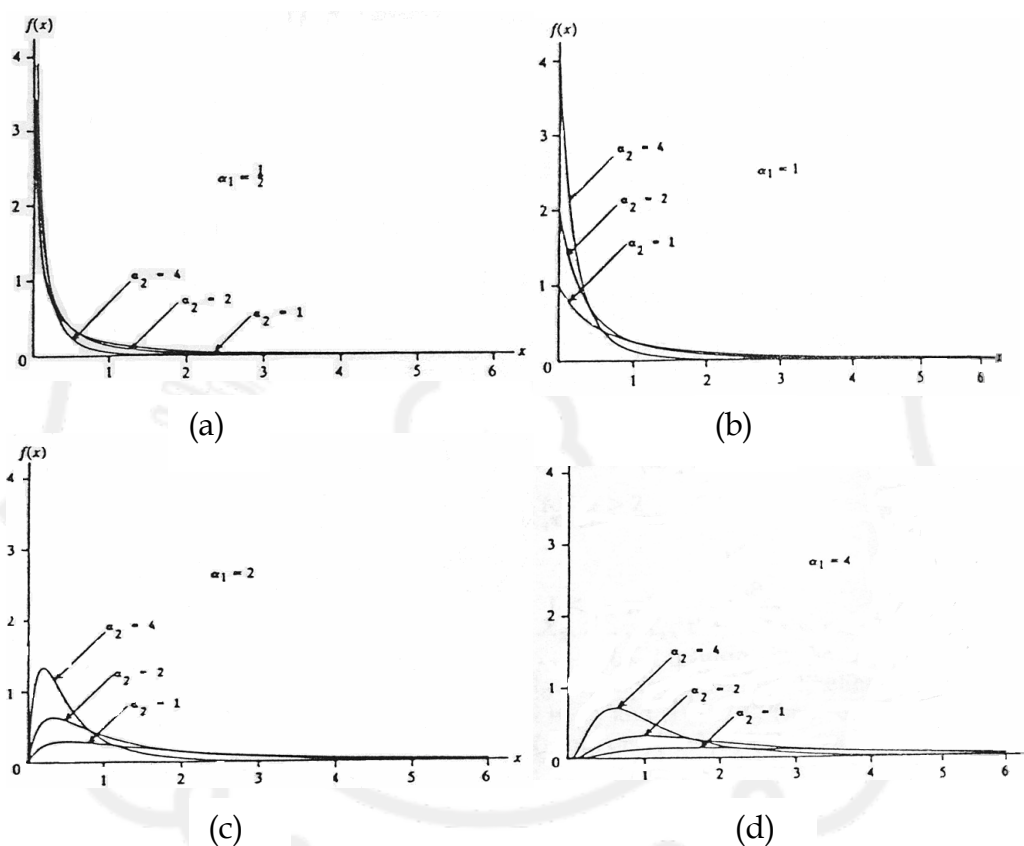 f(x)
4
3
2
1
0
α₁ = 1/2
α₂ = 4
α₂ = 2
α₂ = 1
1 2 3 4 5 6 x
(a)
f(x)
4
3
2
1
0
α₂ = 4
α₁ = 1
α₂ = 2
α₂ = 1
1 2 3 4 5 6 x
(b)
f(x)
4
3
2
1
0
α₁ = 2
α₂ = 4
α₂ = 2
α₂ = 1
1 2 3 4 5 6 x
(c)
4
3
2
1
0
α₁ = 4
α₂ = 4
α₂ = 2
α₂ = 1
1 2 3 4 5 6
(d)